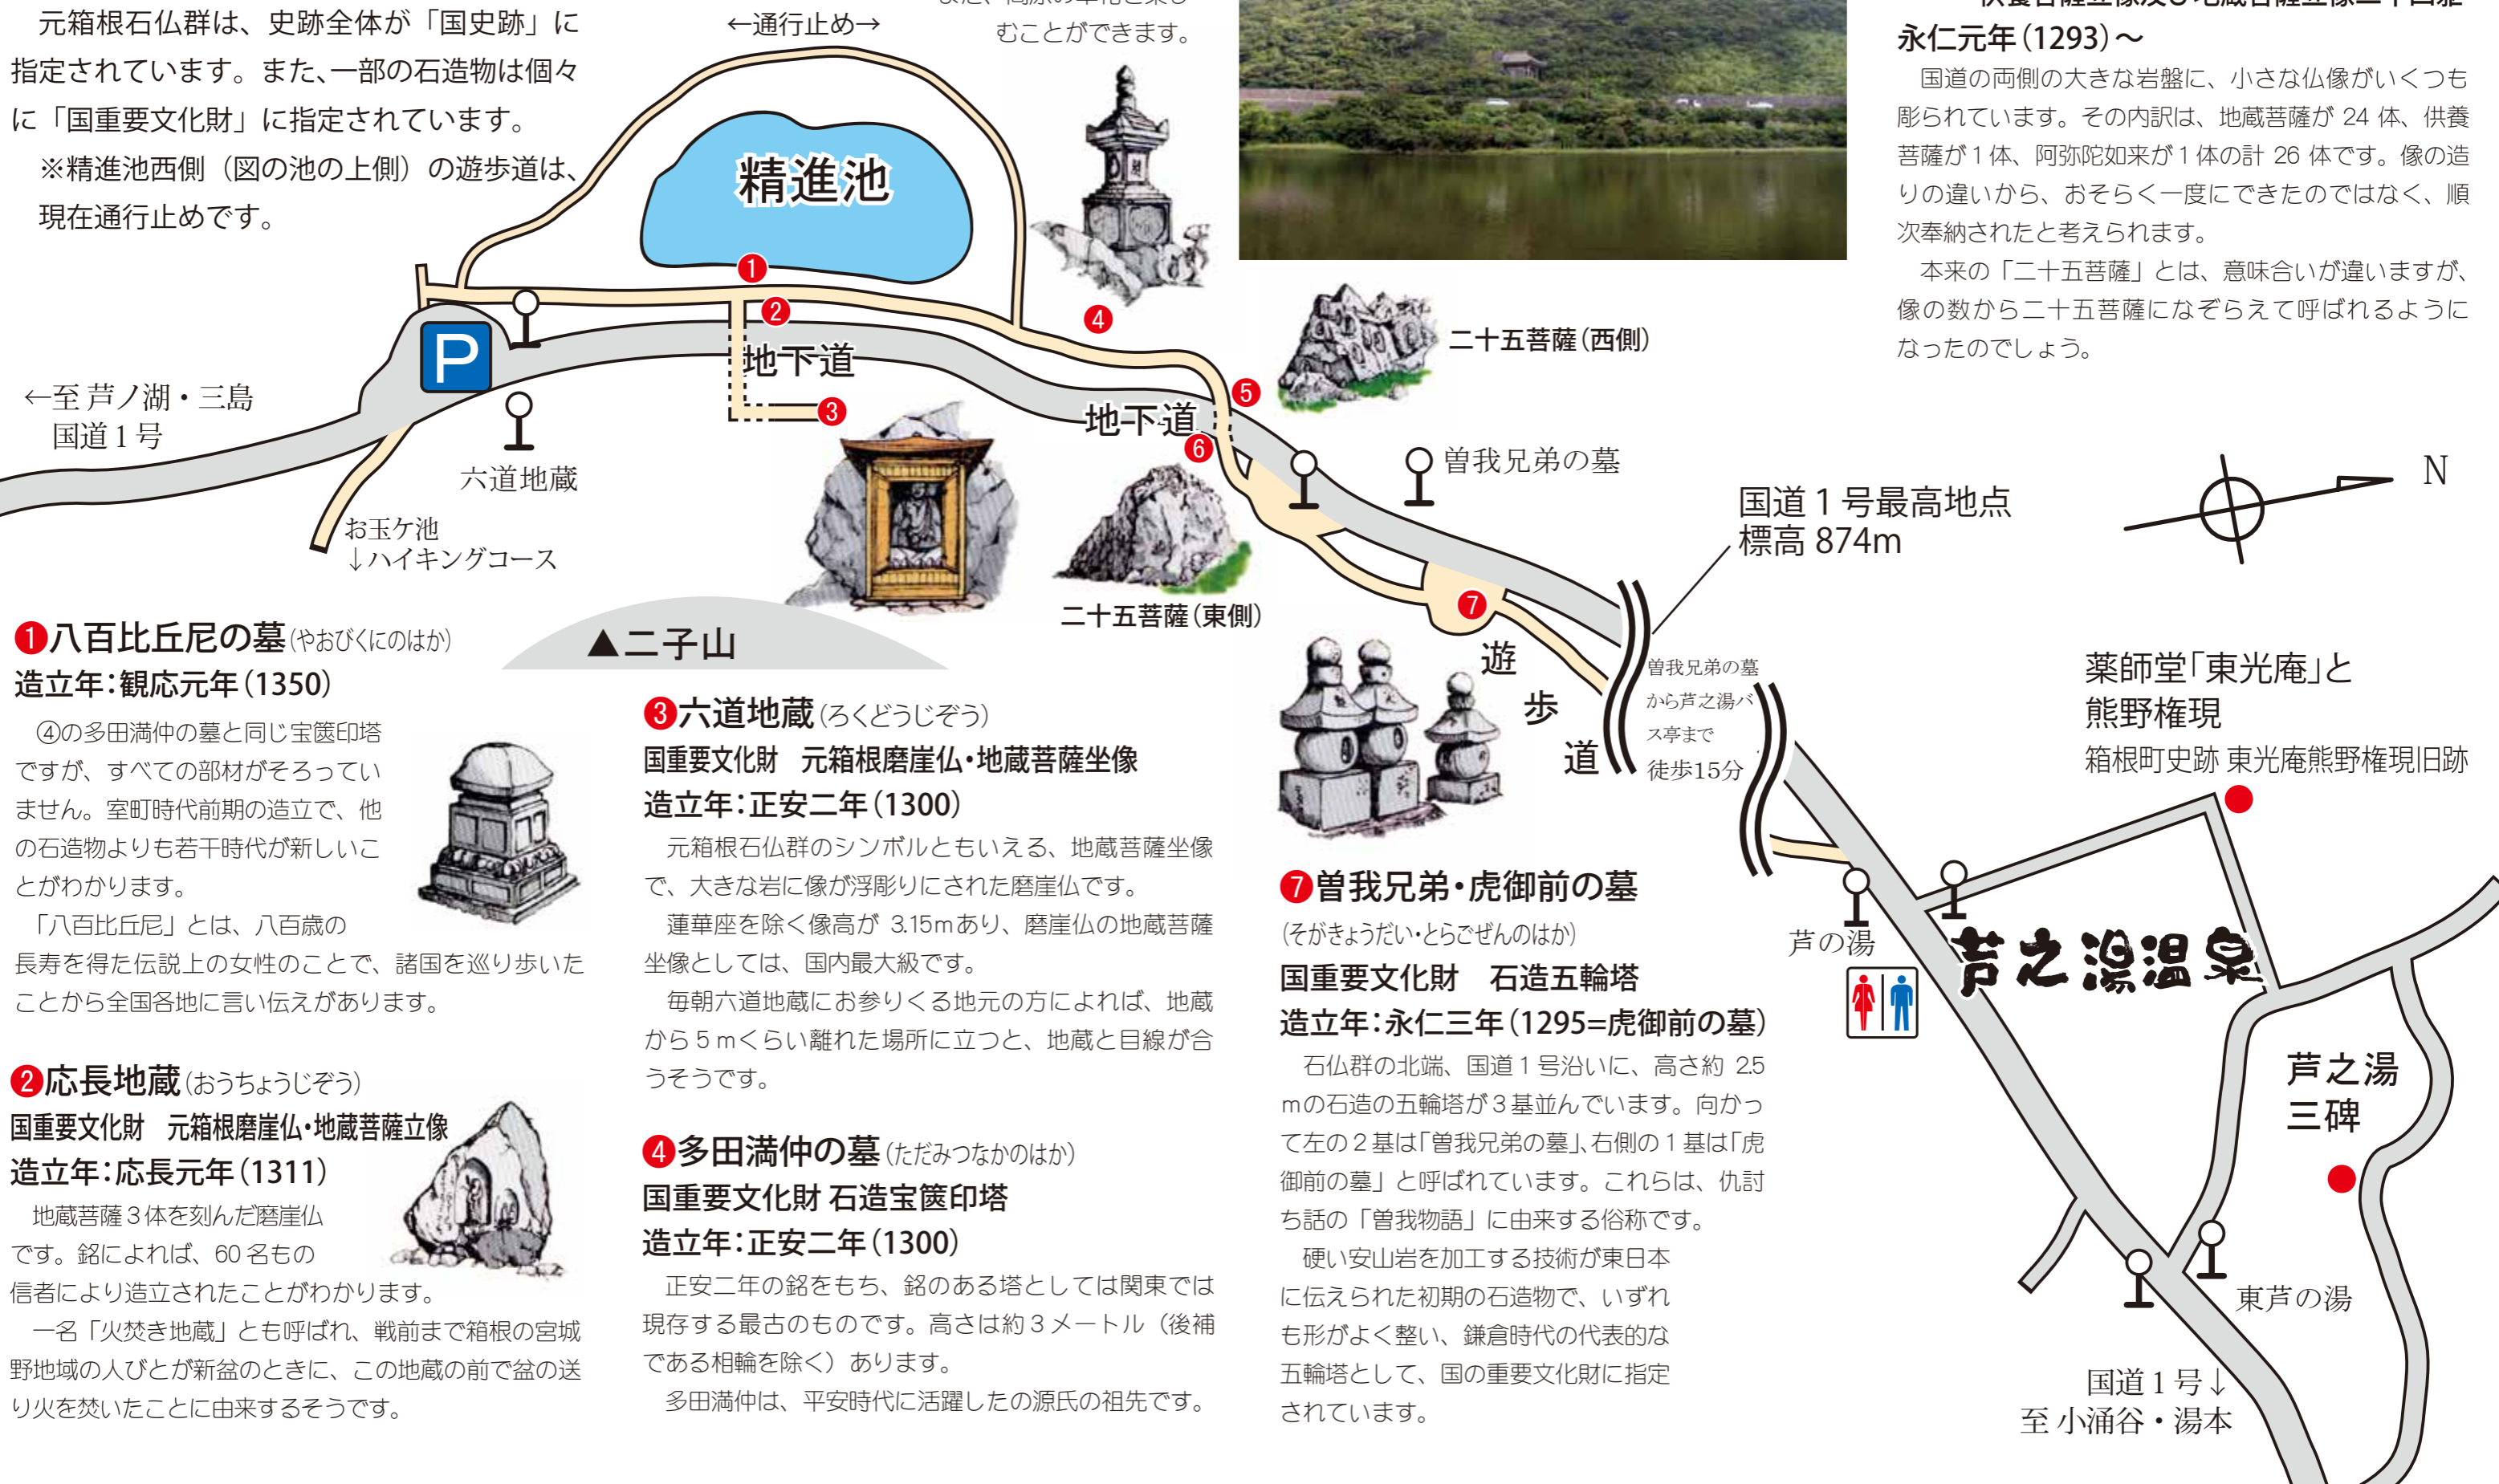 元箱根石仏群は、史跡全体が「国史跡」に
指定されています。また、一部の石造物は個々
に「国重要文化財」に指定されています。
※精進池西側（図の池の上側）の遊歩道は、
現在通行止めです。
←通行止め→
むことができます。
精進池
❶
❷
❸
❹
❺
❻
❼
P
地下道
地下道
←至 芦ノ湖・三島
国道１号
六道地蔵
お玉ケ池
↓ハイキングコース
二十五菩薩（西側）
二十五菩薩（東側）
曽我兄弟の墓
国道１号最高地点
標高 874m
N
▲二子山
遊
歩
道
曽我兄弟の墓
から芦之湯バ
ス亭まで
徒歩15分
永仁元年（1293）～
国道の両側の大きな岩盤に、小さな仏像がいくつも
彫られています。その内訳は、地蔵菩薩が 24 体、供養
菩薩が１体、阿弥陀如来が１体の計 26 体です。像の造
りの違いから、おそらく一度にできたのではなく、順
次奉納されたと考えられます。
本来の「二十五菩薩」とは、意味合いが違いますが、
像の数から二十五菩薩になぞらえて呼ばれるように
なったのでしょう。
❶八百比丘尼の墓（やおびくにのはか）
造立年：観応元年（1350）
④の多田満仲の墓と同じ宝篋印塔
ですが、すべての部材がそろってい
ません。室町時代前期の造立で、他
の石造物よりも若干時代が新しいこ
とがわかります。
「八百比丘尼」とは、八百歳の
長寿を得た伝説上の女性のことで、諸国を巡り歩いた
ことから全国各地に言い伝えがあります。
❷応長地蔵（おうちょうじぞう）
国重要文化財　元箱根磨崖仏・地蔵菩薩立像
造立年：応長元年（1311）
地蔵菩薩３体を刻んだ磨崖仏
です。銘によれば、60 名もの
信者により造立されたことがわかります。
一名「火焚き地蔵」とも呼ばれ、戦前まで箱根の宮城
野地域の人びとが新盆のときに、この地蔵の前で盆の送
り火を焚いたことに由来するそうです。
❸六道地蔵（ろくどうじぞう）
国重要文化財　元箱根磨崖仏・地蔵菩薩坐像
造立年：正安二年（1300）
元箱根石仏群のシンボルともいえる、地蔵菩薩坐像
で、大きな岩に像が浮彫りにされた磨崖仏です。
蓮華座を除く像高が 3.15mあり、磨崖仏の地蔵菩薩
坐像としては、国内最大級です。
毎朝六道地蔵にお参りくる地元の方によれば、地蔵
から５ｍくらい離れた場所に立つと、地蔵と目線が合
うそうです。
❹多田満仲の墓（ただみつなかのはか）
国重要文化財 石造宝篋印塔
造立年：正安二年（1300）
正安二年の銘をもち、銘のある塔としては関東では
現存する最古のものです。高さは約３メートル（後補
である相輪を除く）あります。
多田満仲は、平安時代に活躍したの源氏の祖先です。
❼曽我兄弟・虎御前の墓
（そがきょうだい・とらごぜんのはか）
国重要文化財　石造五輪塔
造立年：永仁三年（1295=虎御前の墓）
石仏群の北端、国道１号沿いに、高さ約 2.5
ｍの石造の五輪塔が３基並んでいます。向かっ
て左の２基は「曽我兄弟の墓」、右側の１基は「虎
御前の墓」と呼ばれています。これらは、仇討
ち話の「曽我物語」に由来する俗称です。
硬い安山岩を加工する技術が東日本
に伝えられた初期の石造物で、いずれ
も形がよく整い、鎌倉時代の代表的な
五輪塔として、国の重要文化財に指定
されています。
薬師堂「東光庵」と
熊野権現
箱根町史跡 東光庵熊野権現旧跡
芦の湯
芦之湯温泉
芦之湯
三碑
東芦の湯
国道１号↓
至 小涌谷・湯本